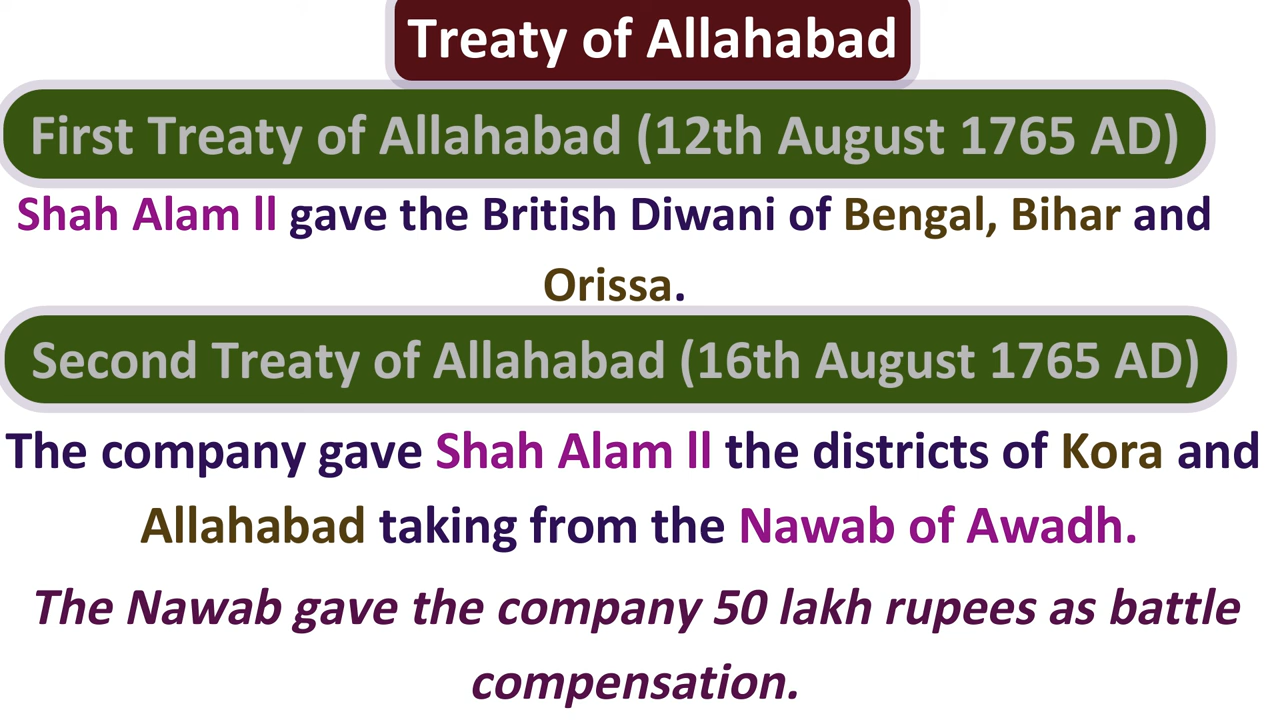 Treaty of Allahabad
First Treaty of Allahabad (12th August 1765 AD)
Shah Alam ll gave the British Diwani of Bengal, Bihar and
Orissa.
Second Treaty of Allahabad (16th August 1765 AD)
The company gave Shah Alam ll the districts of Kora and
Allahabad taking from the Nawab of Awadh.
The Nawab gave the company 50 lakh rupees as battle
compensation.